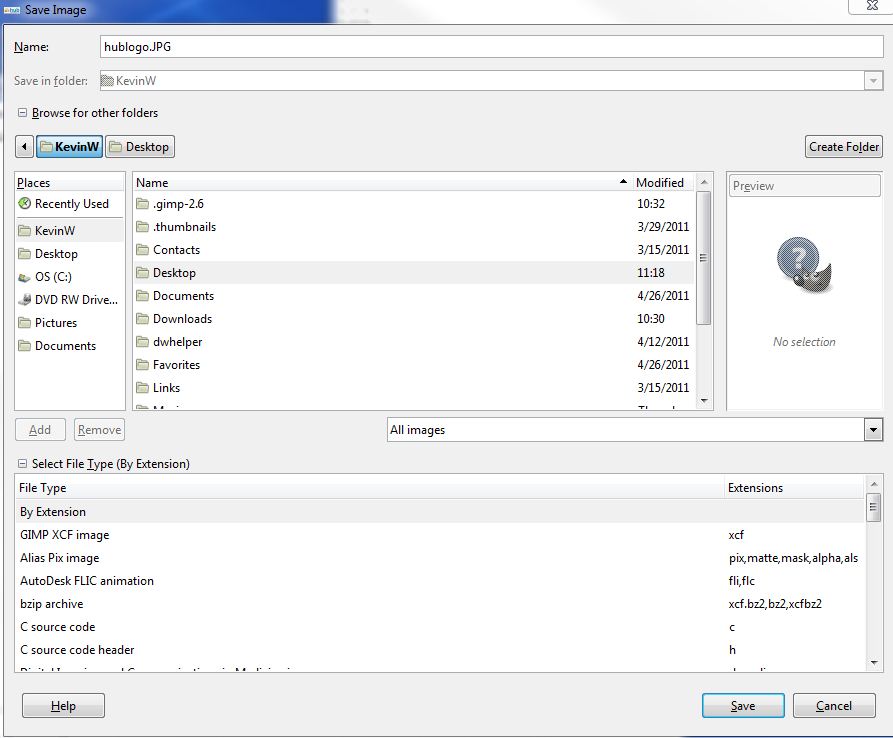 hub Save Image
Name: hublogo.JPG
Save in folder: KevinW
Browse for other folders
KevinW Desktop Create Folder
Places Name Modified Preview
Recently Used .gimp-2.6 10:32
.thumbnails 3/29/2011
KevinW Contacts 3/15/2011
Desktop Desktop 11:18
OS (C:) Documents 4/26/2011
DVD RW Drive... Downloads 10:30
Pictures dwhelper 4/12/2011
Documents Favorites 4/26/2011
Links 3/15/2011
No selection
Add Remove All images
Select File Type (By Extension)
File Type Extensions
By Extension
GIMP XCF image xcf
Alias Pix image pix,matte,mask,alpha,als
AutoDesk FLIC animation fli,flc
bzip archive xcf.bz2,bz2,xcfbz2
C source code c
C source code header h
Help Save Cancel